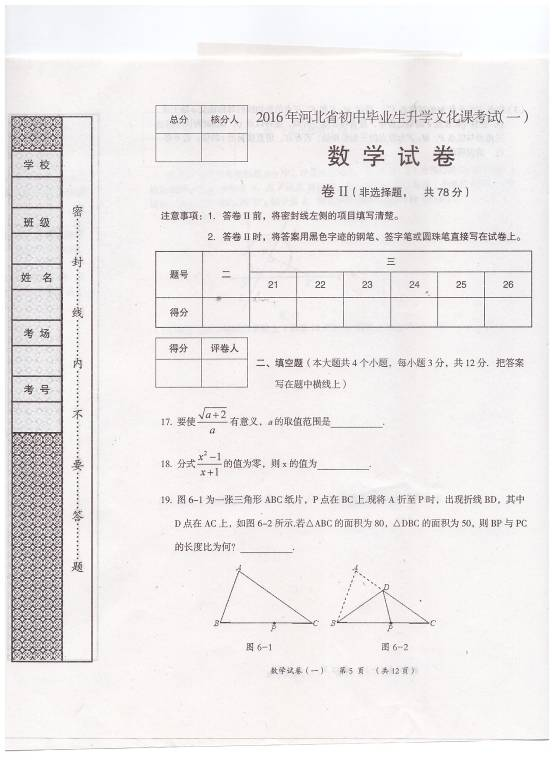 总分 核分人
2016年河北省初中毕业生升学文化课考试(一)
数学试卷
卷II(非选择题, 共78分)
注意事项:1. 答卷II前,将密封线左侧的项目填写清楚。
2. 答卷II时,将答案用黑色字迹的钢笔、签字笔或圆珠笔直接写在试卷上。
题号 二 三
21 22 23 24 25 26
得分
得分 评卷人
二、填空题(本大题共4个小题,每小题3分,共12分. 把答案
写在题中横线上)
17. 要使 √(a+2)/a 有意义,a的取值范围是________.
18. 分式 (x²-1)/(x+1) 的值为零,则x的值为________.
19. 图6-1为一张三角形ABC纸片,P点在BC上.现将A折至P时,出现折线BD,其中
D点在AC上,如图6-2所示.若△ABC的面积为80,△DBC的面积为50,则BP与PC
的长度比为何?________.
A
B P C
图6-1
A
D
B P C
图6-2
数学试卷(一) 第5页 (共12页)
学校
班级
姓名
考场
考号
密封线内不要答题